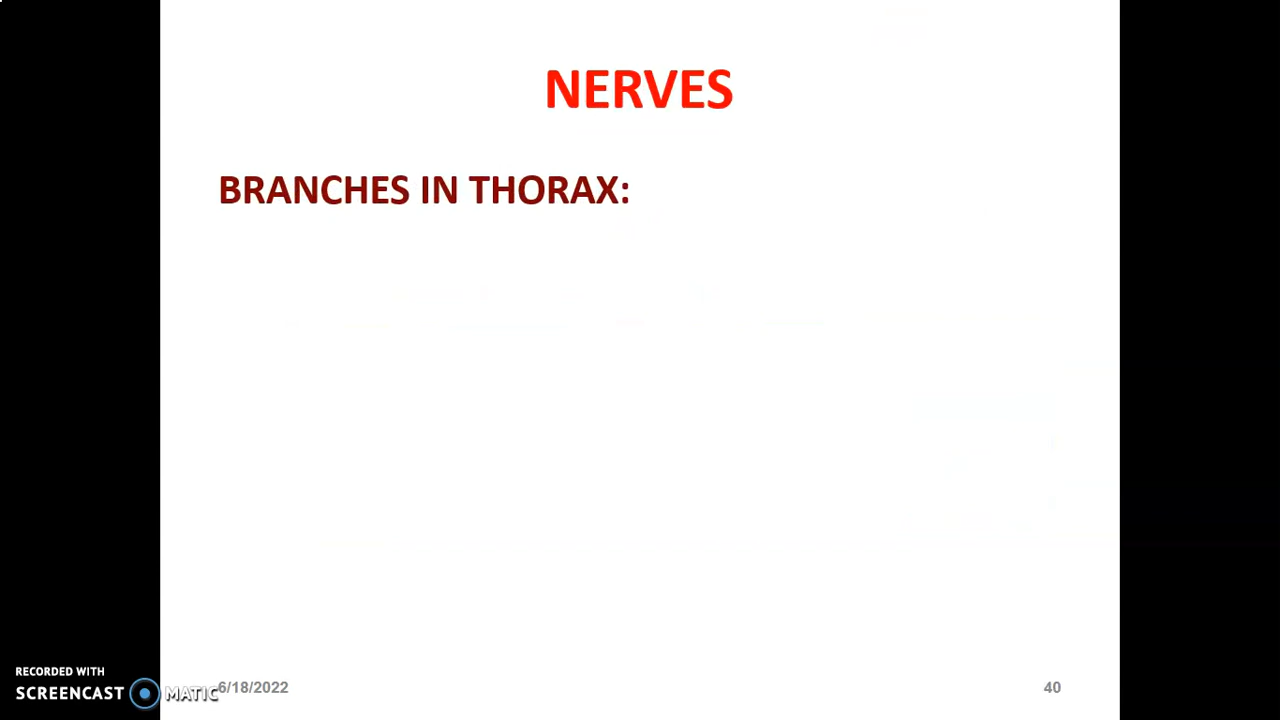 NERVES
BRANCHES IN THORAX:
RECORDED WITH
SCREENCAST MATIC
6/18/2022
40